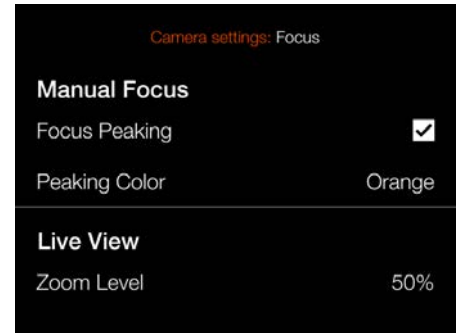 Camera settings: Focus
Manual Focus
Focus Peaking
Peaking Color Orange
Live View
Zoom Level 50%